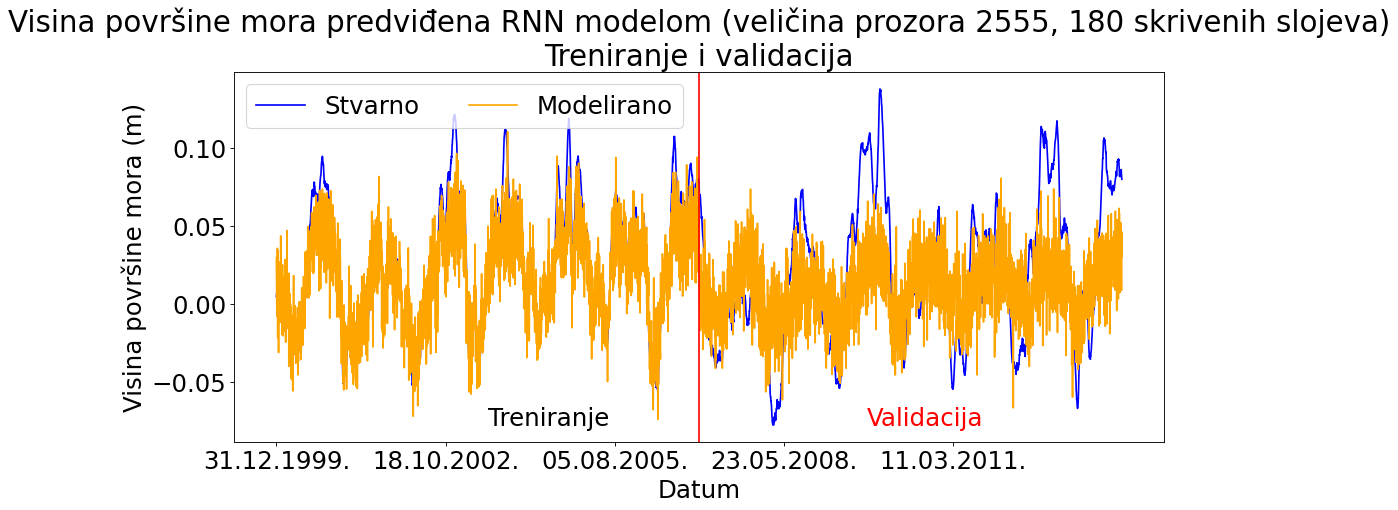 Visina površine mora predviđena RNN modelom (veličina prozora 2555, 180 skrivenih slojeva)
Treniranje i validacija
Stvarno Modelirano
Visina površine mora (m)
0.10
0.05
0.00
−0.05
Treniranje Validacija
31.12.1999. 18.10.2002. 05.08.2005. 23.05.2008. 11.03.2011.
Datum